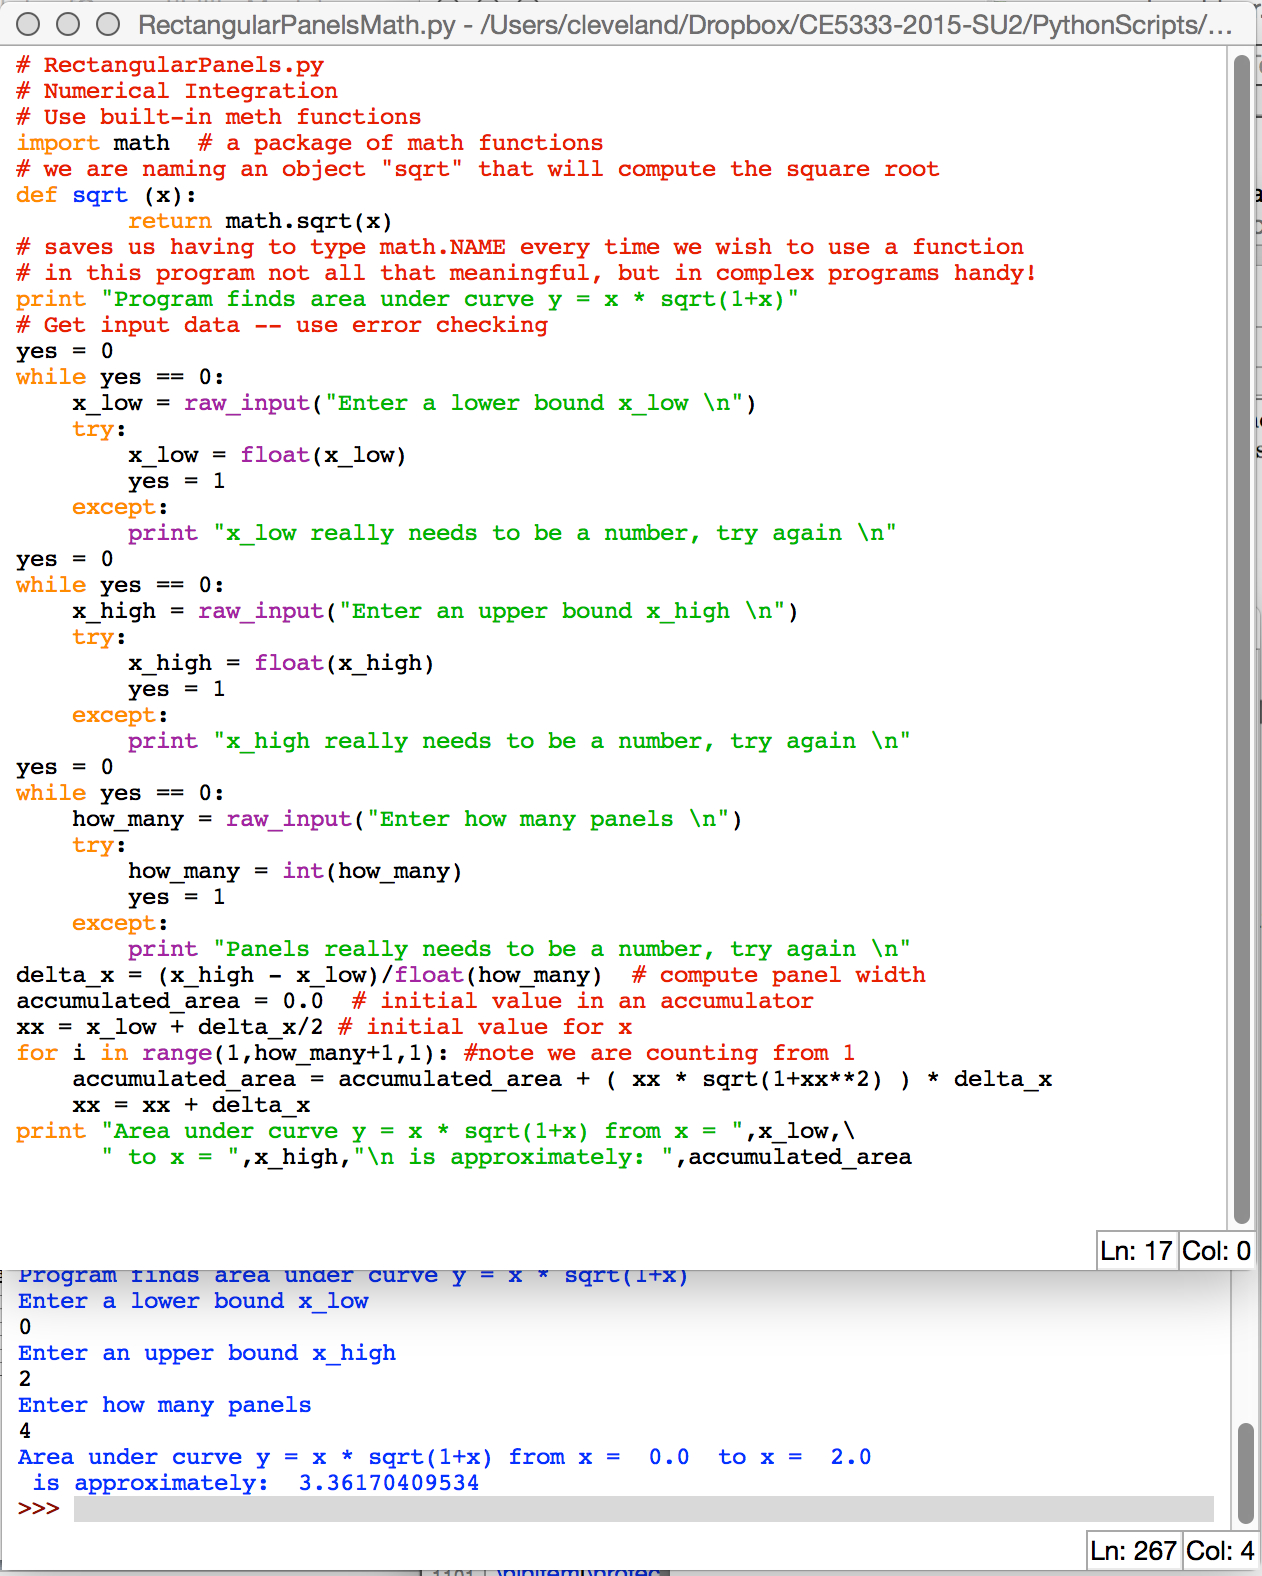 RectangularPanelsMath.py - /Users/cleveland/Dropbox/CE5333-2015-SU2/PythonScripts/...
# RectangularPanels.py
# Numerical Integration
# Use built-in meth functions
import math  # a package of math functions
# we are naming an object "sqrt" that will compute the square root
def sqrt (x):
        return math.sqrt(x)
# saves us having to type math.NAME every time we wish to use a function
# in this program not all that meaningful, but in complex programs handy!
print "Program finds area under curve y = x * sqrt(1+x)"
# Get input data -- use error checking
yes = 0
while yes == 0:
    x_low = raw_input("Enter a lower bound x_low \n")
    try:
        x_low = float(x_low)
        yes = 1
    except:
        print "x_low really needs to be a number, try again \n"
yes = 0
while yes == 0:
    x_high = raw_input("Enter an upper bound x_high \n")
    try:
        x_high = float(x_high)
        yes = 1
    except:
        print "x_high really needs to be a number, try again \n"
yes = 0
while yes == 0:
    how_many = raw_input("Enter how many panels \n")
    try:
        how_many = int(how_many)
        yes = 1
    except:
        print "Panels really needs to be a number, try again \n"
delta_x = (x_high - x_low)/float(how_many)  # compute panel width
accumulated_area = 0.0  # initial value in an accumulator
xx = x_low + delta_x/2 # initial value for x
for i in range(1,how_many+1,1): #note we are counting from 1
    accumulated_area = accumulated_area + ( xx * sqrt(1+xx**2) ) * delta_x
    xx = xx + delta_x
print "Area under curve y = x * sqrt(1+x) from x = ",x_low,\
      " to x = ",x_high,"\n is approximately: ",accumulated_area
Ln: 17 Col: 0
Program finds area under curve y = x * sqrt(1+x)
Enter a lower bound x_low
0
Enter an upper bound x_high
2
Enter how many panels
4
Area under curve y = x * sqrt(1+x) from x =  0.0  to x =  2.0
 is approximately:  3.36170409534
>>>
Ln: 267 Col: 4